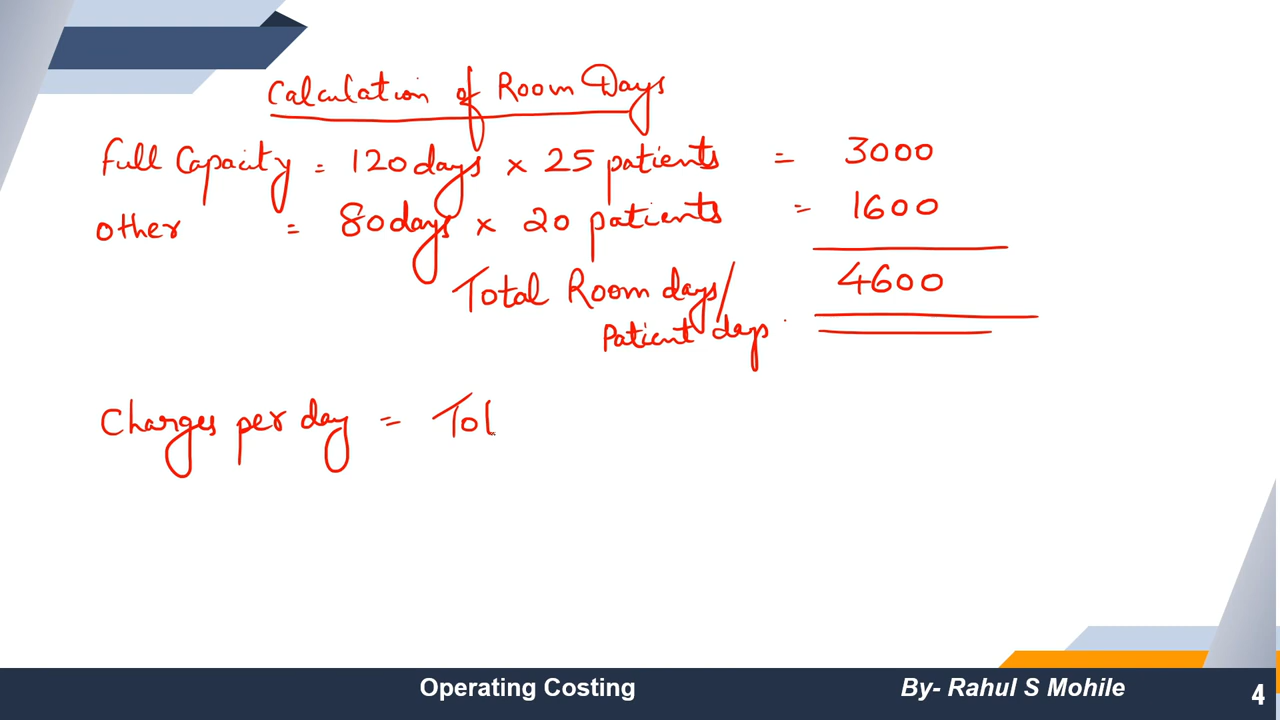 Calculation of Room Days
Full Capacity = 120 days × 25 patients = 3000
other = 80 days × 20 patients = 1600
Total Room days/ 4600
Patient days
Charges per day = Tol
Operating Costing By- Rahul S Mohile 4